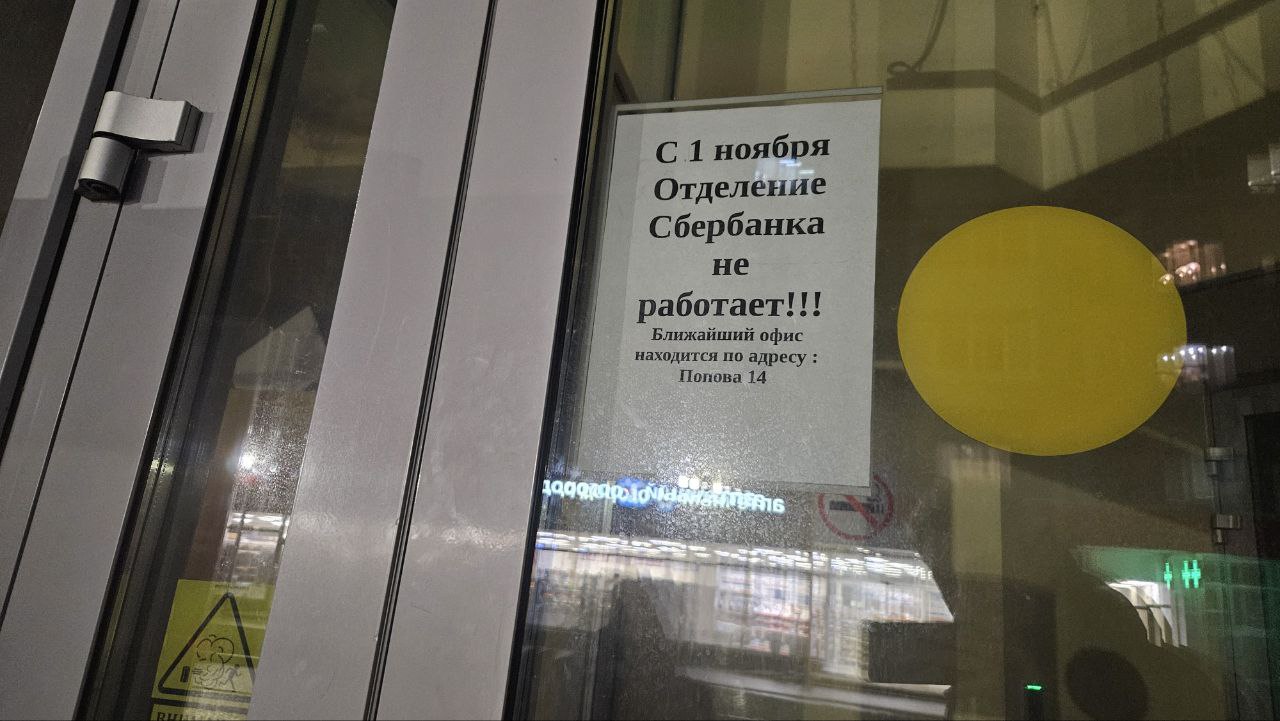 С 1 ноября
Отделение
Сбербанка
не
работает!!!
Ближайший офис
находится по адресу :
Попова 14